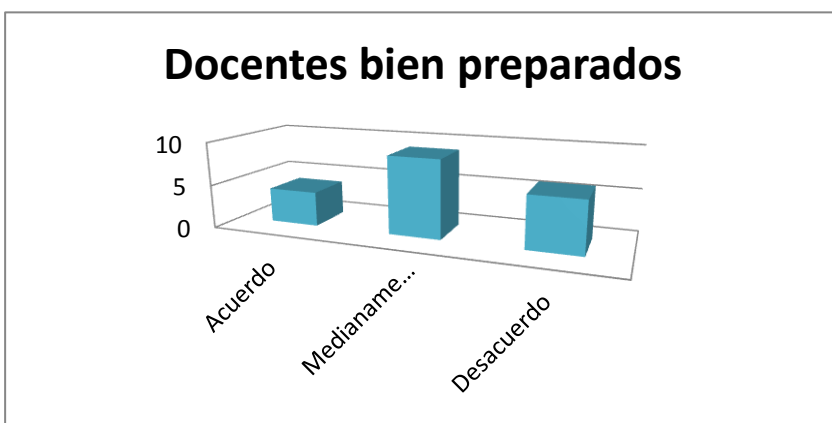 Docentes bien preparados
10
5
0
Acuerdo
Medianame...
Desacuerdo